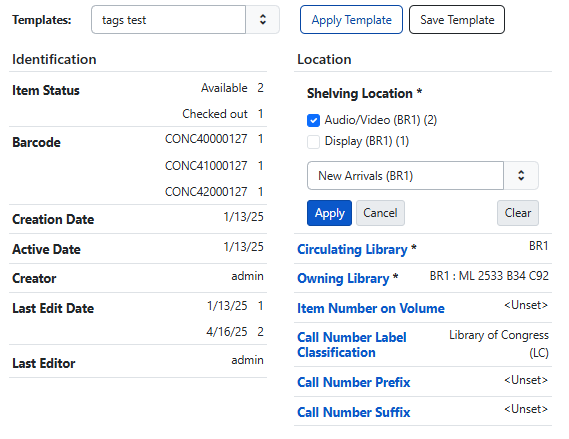 Templates: tags test Apply Template Save Template
Identification
Item Status Available 2
Checked out 1
Barcode CONC40000127 1
CONC41000127 1
CONC42000127 1
Creation Date 1/13/25
Active Date 1/13/25
Creator admin
Last Edit Date 1/13/25 1
4/16/25 2
Last Editor admin
Location
Shelving Location *
Audio/Video (BR1) (2)
Display (BR1) (1)
New Arrivals (BR1)
Apply Cancel Clear
Circulating Library * BR1
Owning Library * BR1 : ML 2533 B34 C92
Item Number on Volume <Unset>
Call Number Label Library of Congress
Classification (LC)
Call Number Prefix <Unset>
Call Number Suffix <Unset>